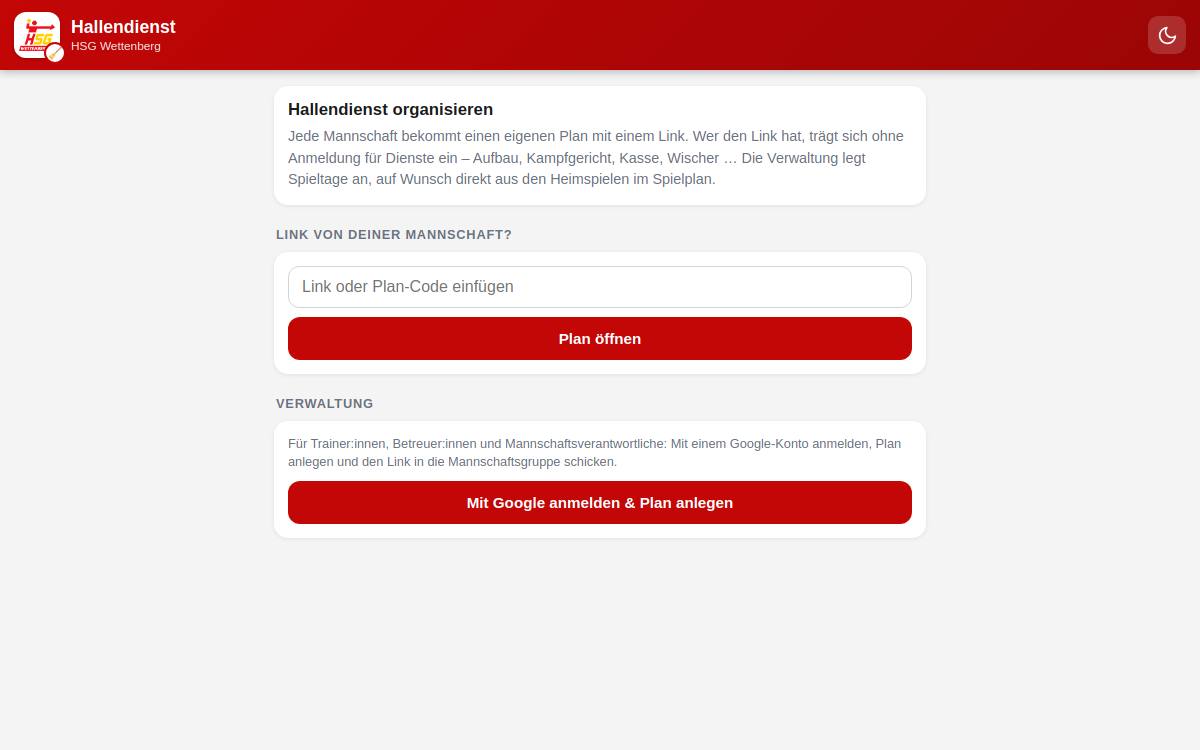 HSG
Hallendienst
HSG Wettenberg
Hallendienst organisieren
Jede Mannschaft bekommt einen eigenen Plan mit einem Link. Wer den Link hat, trägt sich ohne
Anmeldung für Dienste ein – Aufbau, Kampfgericht, Kasse, Wischer … Die Verwaltung legt
Spieltage an, auf Wunsch direkt aus den Heimspielen im Spielplan.
LINK VON DEINER MANNSCHAFT?
Link oder Plan-Code einfügen
Plan öffnen
VERWALTUNG
Für Trainer:innen, Betreuer:innen und Mannschaftsverantwortliche: Mit einem Google-Konto anmelden, Plan
anlegen und den Link in die Mannschaftsgruppe schicken.
Mit Google anmelden & Plan anlegen